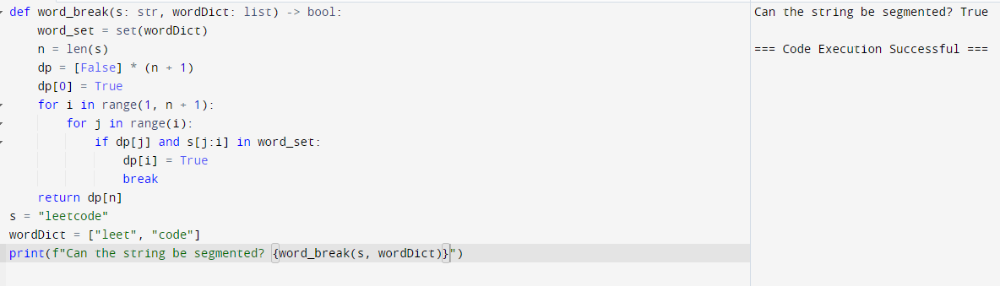 def word_break(s: str, wordDict: list) -> bool:
    word_set = set(wordDict)
    n = len(s)
    dp = [False] * (n + 1)
    dp[0] = True
    for i in range(1, n + 1):
        for j in range(i):
            if dp[j] and s[j:i] in word_set:
                dp[i] = True
                break
    return dp[n]
s = "leetcode"
wordDict = ["leet", "code"]
print(f"Can the string be segmented? {word_break(s, wordDict)}")
Can the string be segmented? True
=== Code Execution Successful ===